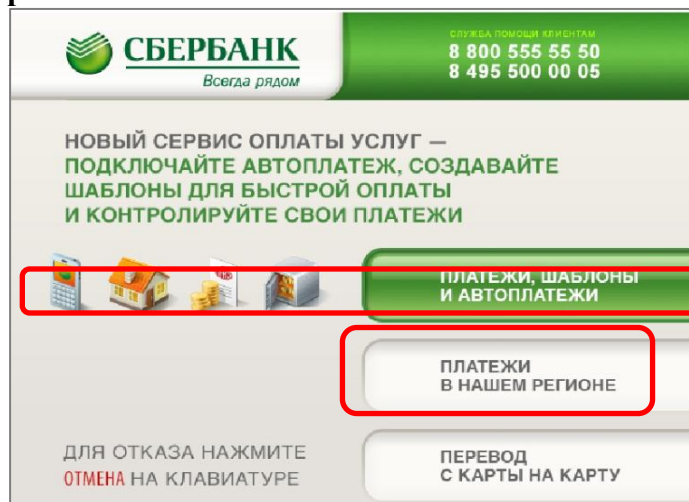 СБЕРБАНК
Всегда рядом
СЛУЖБА ПОМОЩИ КЛИЕНТАМ
8 800 555 55 50
8 495 500 00 05
НОВЫЙ СЕРВИС ОПЛАТЫ УСЛУГ —
ПОДКЛЮЧАЙТЕ АВТОПЛАТЕЖ, СОЗДАВАЙТЕ
ШАБЛОНЫ ДЛЯ БЫСТРОЙ ОПЛАТЫ
И КОНТРОЛИРУЙТЕ СВОИ ПЛАТЕЖИ
ПЛАТЕЖИ, ШАБЛОНЫ
И АВТОПЛАТЕЖИ
ПЛАТЕЖИ
В НАШЕМ РЕГИОНЕ
ДЛЯ ОТКАЗА НАЖМИТЕ
ОТМЕНА НА КЛАВИАТУРЕ
ПЕРЕВОД
С КАРТЫ НА КАРТУ